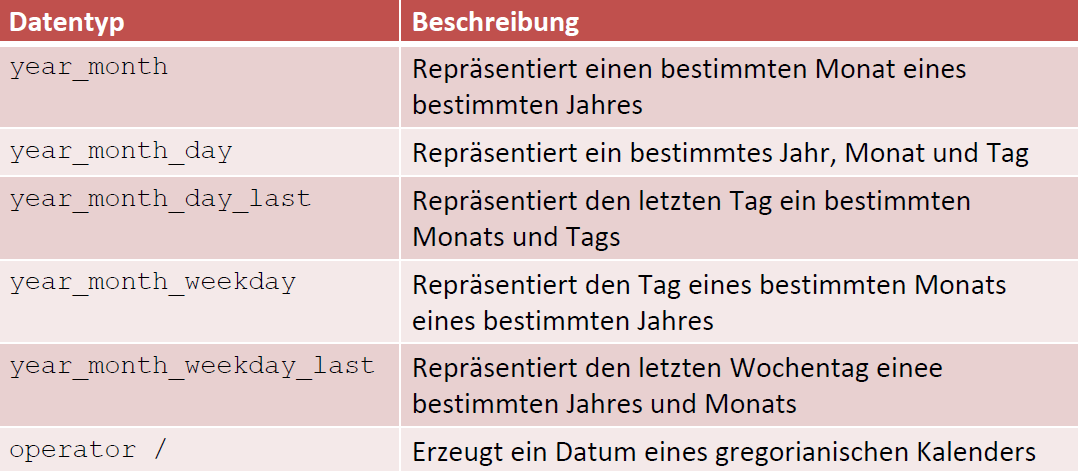 Datentyp Beschreibung
year_month Repräsentiert einen bestimmten Monat eines
bestimmten Jahres
year_month_day Repräsentiert ein bestimmtes Jahr, Monat und Tag
year_month_day_last Repräsentiert den letzten Tag ein bestimmten
Monats und Tags
year_month_weekday Repräsentiert den Tag eines bestimmten Monats
eines bestimmten Jahres
year_month_weekday_last Repräsentiert den letzten Wochentag einee
bestimmten Jahres und Monats
operator / Erzeugt ein Datum eines gregorianischen Kalenders